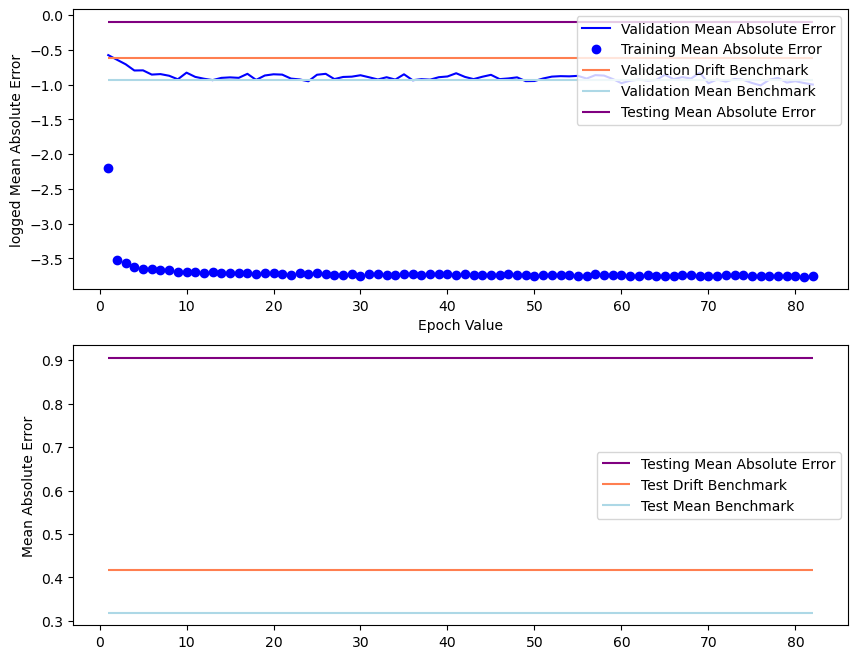 0.0
−0.5
−1.0
−1.5
−2.0
−2.5
−3.0
−3.5
logged Mean Absolute Error
Validation Mean Absolute Error
Training Mean Absolute Error
Validation Drift Benchmark
Validation Mean Benchmark
Testing Mean Absolute Error
0 10 20 30 40 50 60 70 80
Epoch Value
0.9
0.8
0.7
0.6
0.5
0.4
0.3
Mean Absolute Error
Testing Mean Absolute Error
Test Drift Benchmark
Test Mean Benchmark
0 10 20 30 40 50 60 70 80